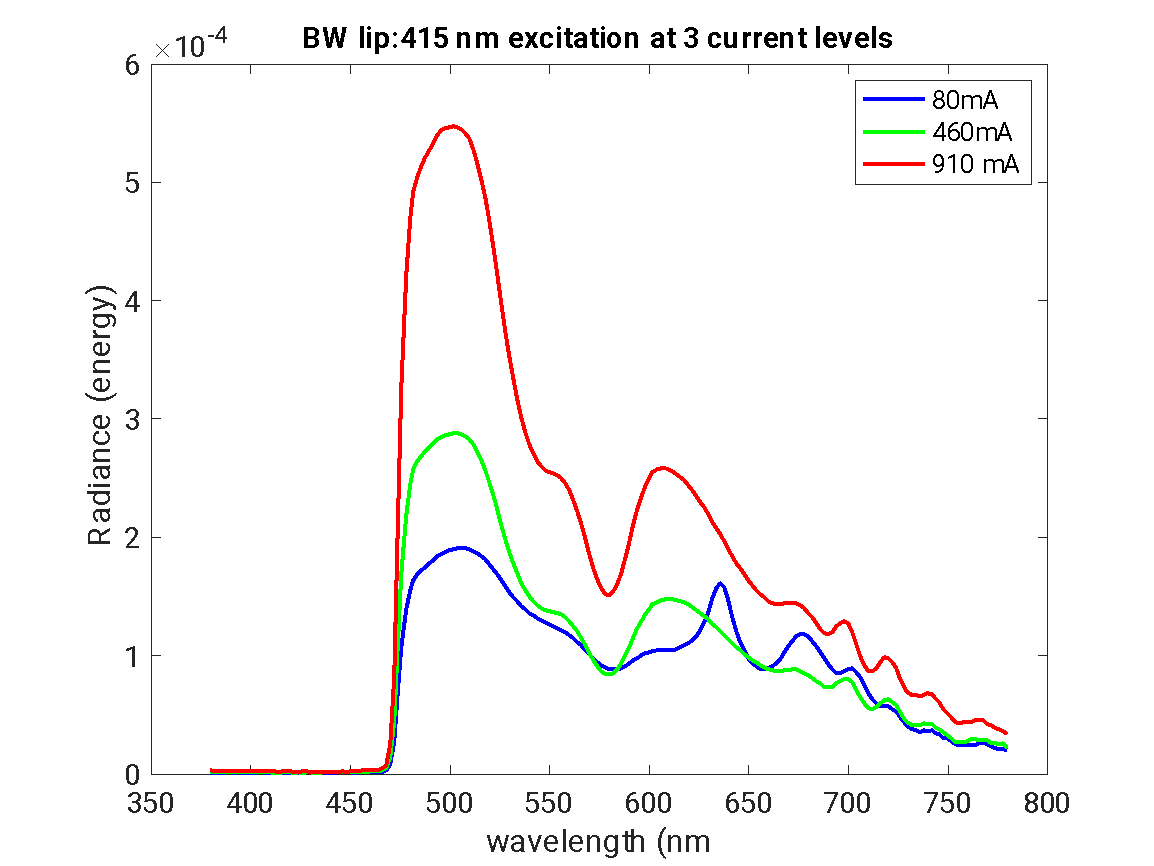 BW lip:415 nm excitation at 3 current levels
×10-4
6
5
4
3
2
1
0
Radiance (energy)
80mA
460mA
910 mA
350 400 450 500 550 600 650 700 750 800
wavelength (nm